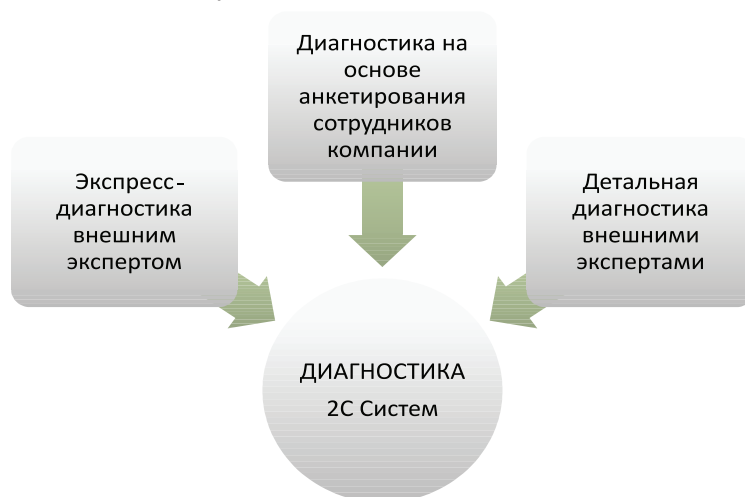 Диагностика на
основе
анкетирования
сотрудников
компании
Экспресс-
диагностика
внешним
экспертом
Детальная
диагностика
внешними
экспертами
ДИАГНОСТИКА
2С Систем